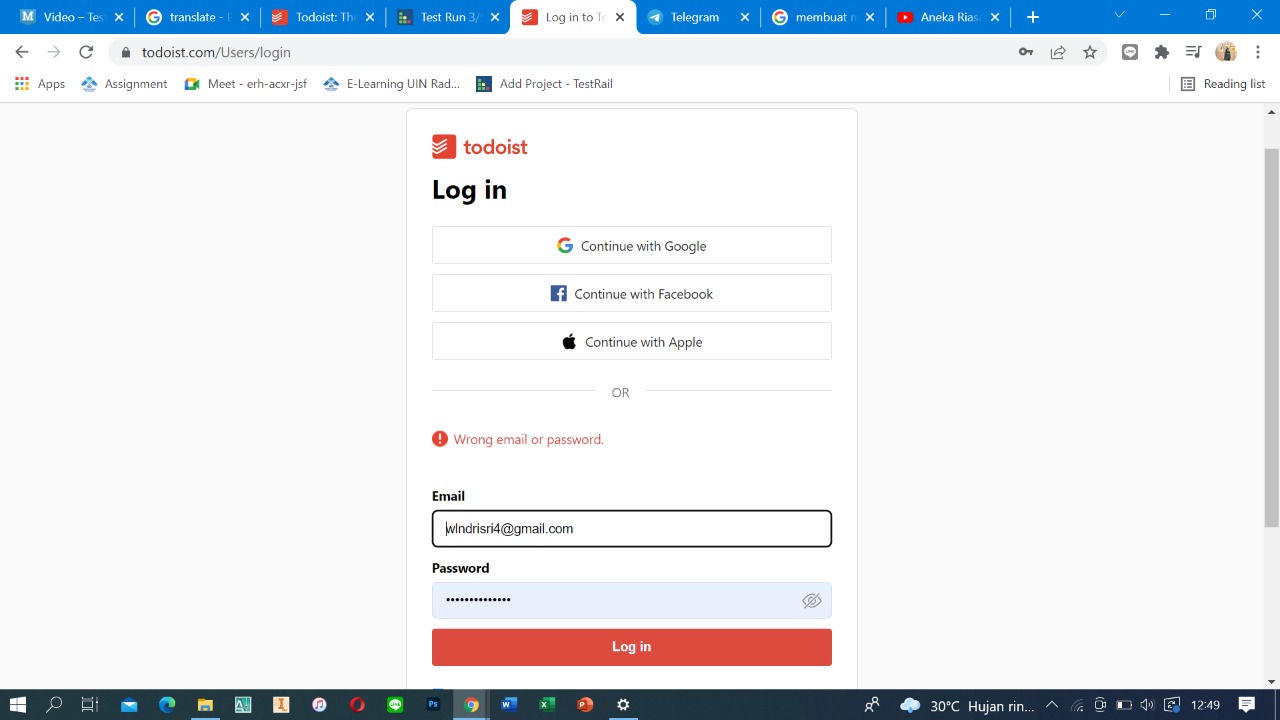 Video – Tes
translate -
Todoist: The
Test Run 3/
Log in to To
Telegram
membuat
Aneka Rias
todoist.com/Users/login
Apps
Assignment
Meet - erh-acxr-jsf
E-Learning UIN Rad...
Add Project - TestRail
Reading list
todoist
Log in
Continue with Google
Continue with Facebook
Continue with Apple
OR
Wrong email or password.
Email
wlndrisri4@gmail.com
Password
••••••••••••••
Log in
30°C Hujan rin...
12:49